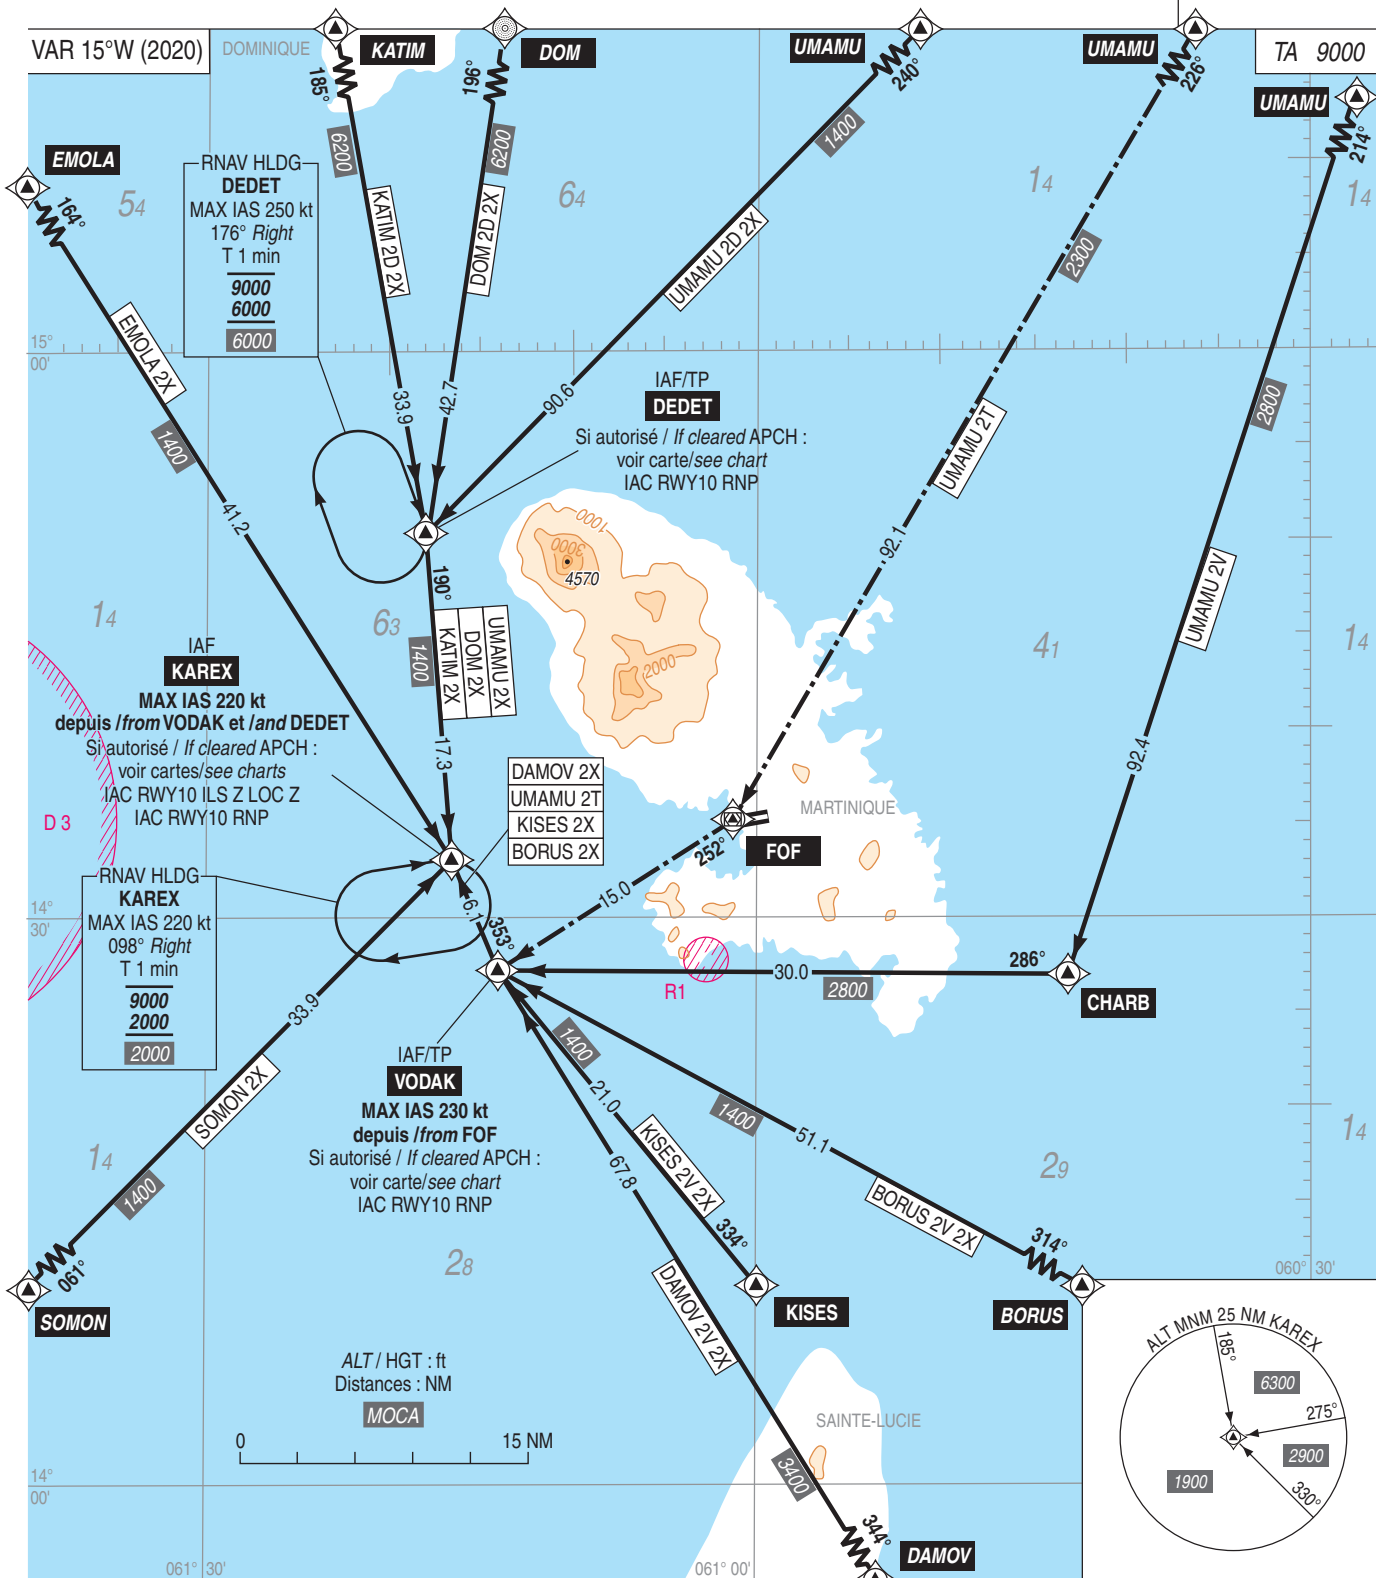 VAR 15°W (2020)
DOMINIQUE
KATIM
DOM
UMAMU
UMAMU
TA 9000
UMAMU
185°
196°
240°
226°
214°
6200
6200
1400
EMOLA
164°
54
RNAV HLDG
DEDET
MAX IAS 250 kt
176° Right
T 1 min
9000
6000
6000
64
14
14
KATIM 2D 2X
DOM 2D 2X
UMAMU 2D 2X
2300
EMOLA 2X
15°
00'
1400
33.9
42.7
90.6
IAF/TP
DEDET
Si autorisé / If cleared APCH :
voir carte/see chart
IAC RWY10 RNP
2800
UMAMU 2T
41.2
92.1
1000
3000
4570
2000
190°
UMAMU 2V
14
63
41
14
1400
KATIM 2X
DOM 2X
UMAMU 2X
IAF
KAREX
MAX IAS 220 kt
depuis /from VODAK et /and DEDET
Si autorisé / If cleared APCH :
voir cartes/see charts
IAC RWY10 ILS Z LOC Z
IAC RWY10 RNP
17.3
92.4
DAMOV 2X
UMAMU 2T
KISES 2X
BORUS 2X
MARTINIQUE
D 3
FOF
252°
15.0
RNAV HLDG
KAREX
MAX IAS 220 kt
098° Right
T 1 min
9000
2000
2000
14°
30'
6.1
353°
286°
30.0
2800
R1
CHARB
33.9
SOMON 2X
1400
IAF/TP
VODAK
MAX IAS 230 kt
depuis /from FOF
Si autorisé / If cleared APCH :
voir carte/see chart
IAC RWY10 RNP
1400
21.0
1400
51.1
67.8
KISES 2V 2X
BORUS 2V 2X
14
14
29
1400
061°
SOMON
28
334°
KISES
314°
BORUS
060° 30'
DAMOV 2V 2X
ALT / HGT : ft
Distances : NM
MOCA
0
15 NM
SAINTE-LUCIE
3400
344°
DAMOV
14°
00'
061° 30'
061° 00'
ALT MNM 25 NM KAREX
185°
6300
275°
2900
330°
1900